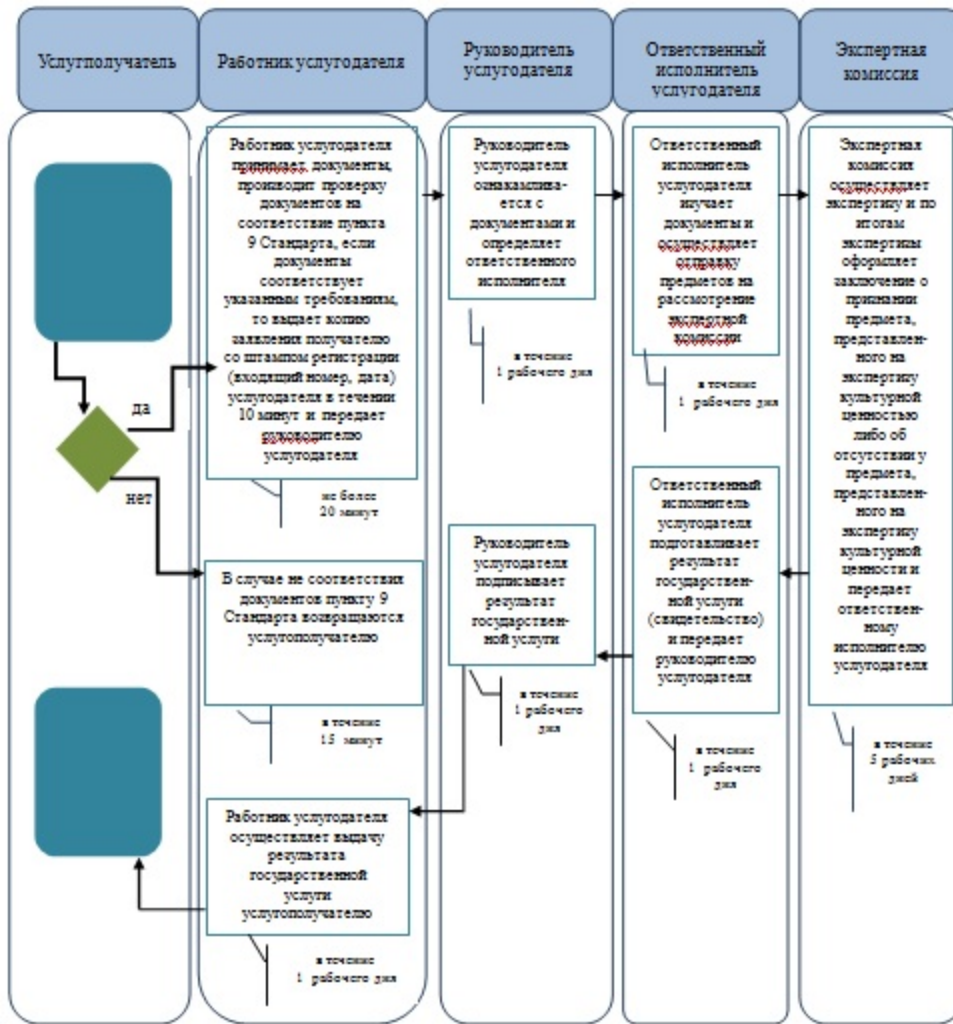 Услугполучатель
Работник услугодателя
Руководитель
услугодателя
Ответственный
исполнитель
услугодателя
Экспертная
комиссия
Работник услугодателя
принимает документы,
производит проверку
документов на
соответствие пункта
9 Стандарта, если
документы
соответствует
указанным требованиям,
то выдает копию
заявления получателю
со штампом регистрации
(входящий номер, дата)
услугодателя в течении
10 минут и передает
руководителю
услугодателя
не более
20 минут
Руководитель
услугодателя
ознакамлива-
ется с
документами и
определяет
ответственного
исполнителя
в течение
1 рабочего дня
Ответственный
исполнитель
услугодателя
изучает
документы и
осуществляет
отправку
предметов на
рассмотрение
экспертной
комиссии
в течение
1 рабочего дня
Экспертная
комиссия
осуществляет
экспертизу и по
итогам
экспертизы
оформляет
заключение о
признании
предмета,
представлен-
ного на
экспертизу
культурной
ценностью
либо об
отсутствии у
предмета,
представлен-
ного на
экспертизу
культурной
ценности и
передает
ответствен-
ному
исполнителю
услугодателя
в течение
5 рабочих
дней
да
нет
В случае не соответствия
документов пункту 9
Стандарта возвращаются
услугополучателю
в течение
15 минут
Руководитель
услугодателя
подписывает
результат
государствен-
ной услуги
в течение
1 рабочего
дня
Ответственный
исполнитель
услугодателя
подготавливает
результат
государствен-
ной услуги
(свидетельство)
и передает
руководителю
услугодателя
в течение
1 рабочего
дня
Работник услугодателя
осуществляет выдачу
результата
государственной
услуги
услугополучателю
в течение
1 рабочего дня